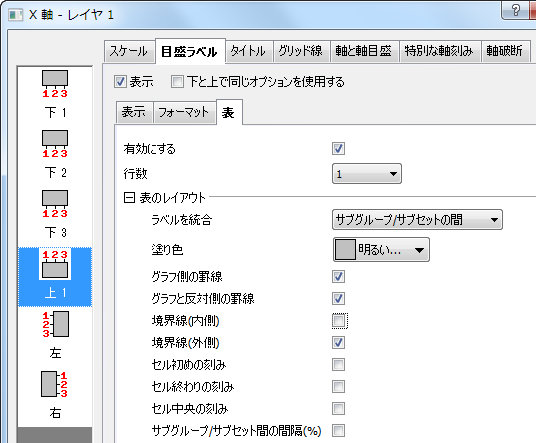 X 軸 - レイヤ 1
スケール 目盛ラベル タイトル グリッド線 軸と軸目盛 特別な軸刻み 軸破断
表示 下と上で同じオプションを使用する
表示 フォーマット 表
123
下 1
123
下 2
123
下 3
123
上 1
1
2
3
左
1
2
3
右
有効にする
行数 1
表のレイアウト
ラベルを統合 サブグループ/サブセットの間
塗り色 明るい...
グラフ側の罫線
グラフと反対側の罫線
境界線(内側)
境界線(外側)
セル初めの刻み
セル終わりの刻み
セル中央の刻み
サブグループ/サブセット間の間隔(%)